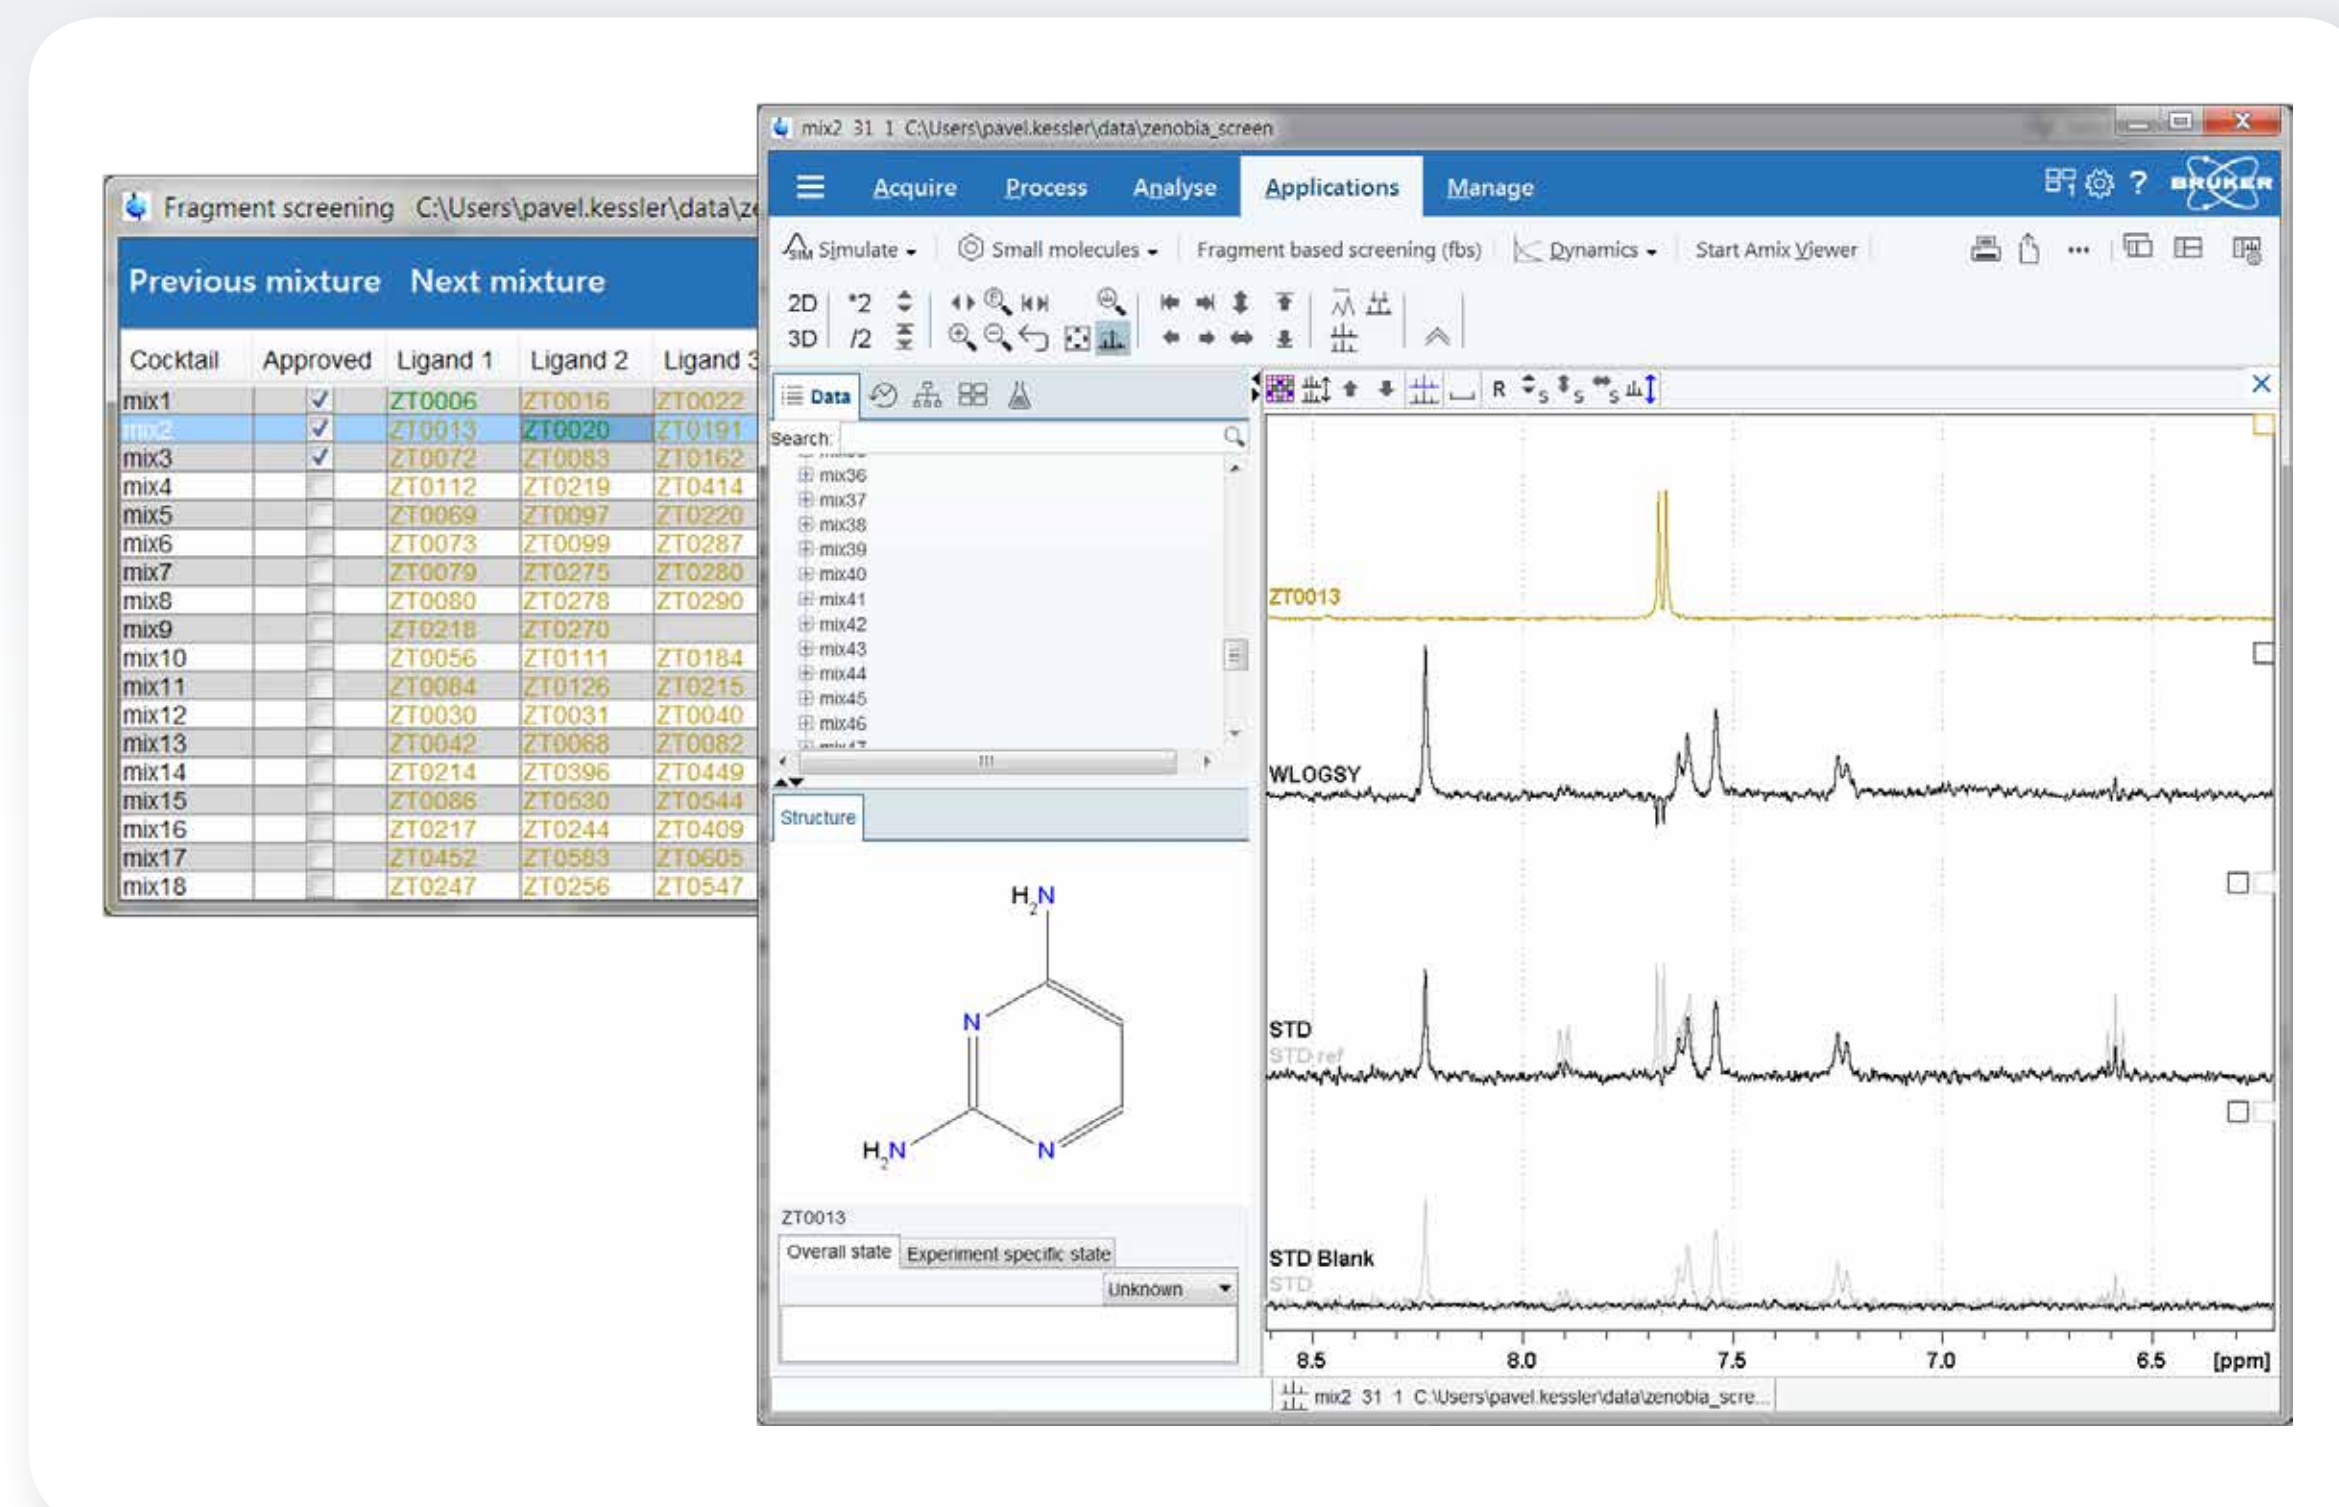 Fragment screening C:\Users\pavel.kessler\data\ze
Previous mixture Next mixture
Cocktail Approved Ligand 1 Ligand 2 Ligand 3
mix1 ZT0006 ZT0016 ZT0022
mix2 ZT0013 ZT0020 ZT0191
mix3 ZT0072 ZT0083 ZT0162
mix4 ZT0112 ZT0219 ZT0414
mix5 ZT0069 ZT0097 ZT0220
mix6 ZT0073 ZT0099 ZT0287
mix7 ZT0079 ZT0275 ZT0280
mix8 ZT0080 ZT0278 ZT0290
mix9 ZT0218 ZT0270
mix10 ZT0056 ZT0111 ZT0184
mix11 ZT0084 ZT0126 ZT0215
mix12 ZT0030 ZT0031 ZT0040
mix13 ZT0042 ZT0068 ZT0082
mix14 ZT0214 ZT0396 ZT0449
mix15 ZT0086 ZT0530 ZT0544
mix16 ZT0217 ZT0244 ZT0409
mix17 ZT0452 ZT0583 ZT0605
mix18 ZT0247 ZT0256 ZT0547
mix2 31 1 C:\Users\pavel.kessler\data\zenobia_screen
Acquire Process Analyse Applications Manage
BRUKER
Simulate Small molecules Fragment based screening (fbs) Dynamics Start Amix Viewer
2D *2
3D /2
Data
R S S S
Search:
mix36
mix37
mix38
mix39
mix40
mix41
mix42
mix43
mix44
mix45
mix46
mix47
Structure
H2N
N
H2N N
ZT0013
Overall state Experiment specific state
Unknown
ZT0013
WLOGSY
STD
STD ref
STD Blank
STD
8.5 8.0 7.5 7.0 6.5 [ppm]
mix2 31 1 C:\Users\pavel.kessler\data\zenobia_scre...